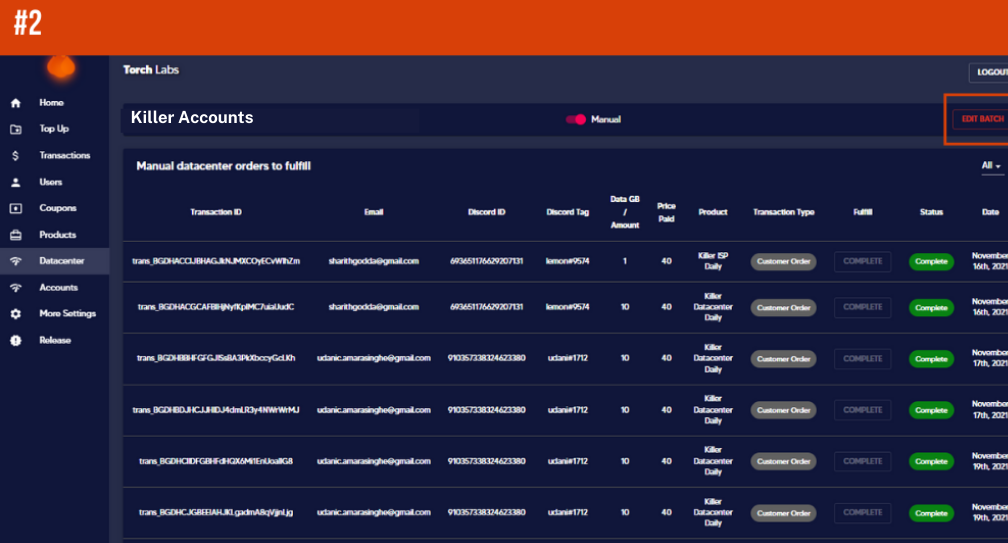 #2
Torch Labs
LOGOUT
Home
Top Up
Transactions
Users
Coupons
Products
Datacenter
Accounts
More Settings
Release
Killer Accounts
Manual
EDIT BATCH
Manual datacenter orders to fulfill
All
Transaction ID Email Discord ID Discord Tag Data GB / Amount Price Paid Product Transaction Type Fulfill Status Date
sharithgodda@gmail.com 693651176629207131 lemon#9574 1 40 Killer ISP Daily Customer Order COMPLETE Complete November 16th, 2021
sharithgodda@gmail.com 693651176629207131 lemon#9574 10 40 Killer Datacenter Daily Customer Order COMPLETE Complete November 16th, 2021
udanic.amarasinghe@gmail.com 910357338324623380 udani#1712 10 40 Killer Datacenter Daily Customer Order COMPLETE Complete November 17th, 2021
udanic.amarasinghe@gmail.com 910357338324623380 udani#1712 10 40 Killer Datacenter Daily Customer Order COMPLETE Complete November 17th, 2021
udanic.amarasinghe@gmail.com 910357338324623380 udani#1712 10 40 Killer Datacenter Daily Customer Order COMPLETE Complete November 19th, 2021
udanic.amarasinghe@gmail.com 910357338324623380 udani#1712 10 40 Killer Datacenter Daily Customer Order COMPLETE Complete November 19th, 2021